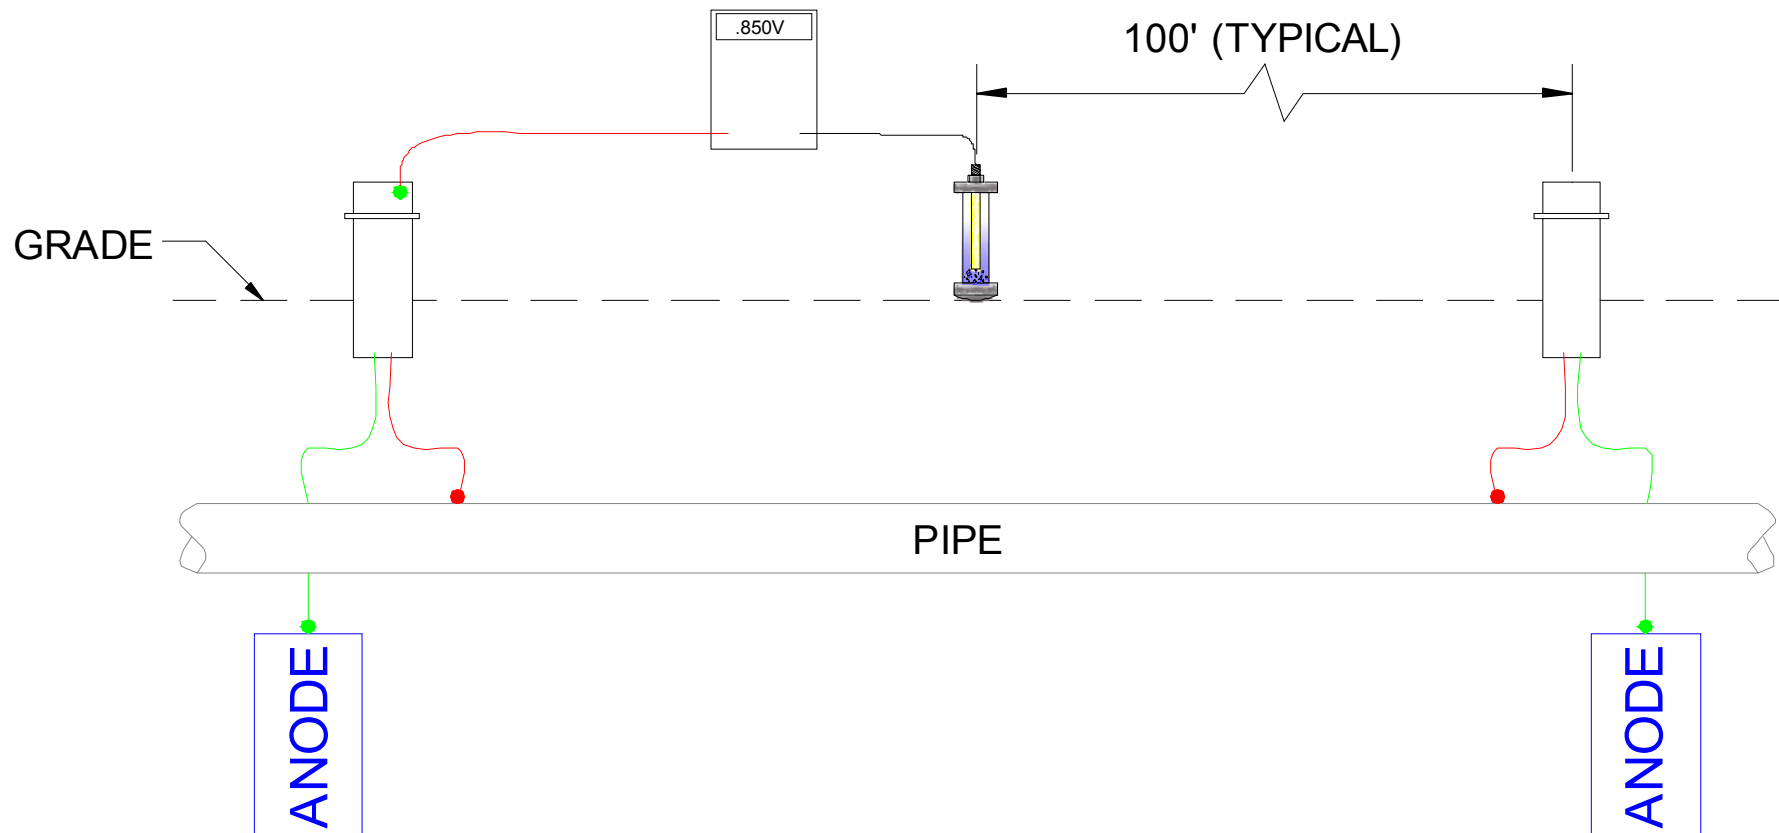 .850V
100' (TYPICAL)
GRADE
PIPE
ANODE
ANODE